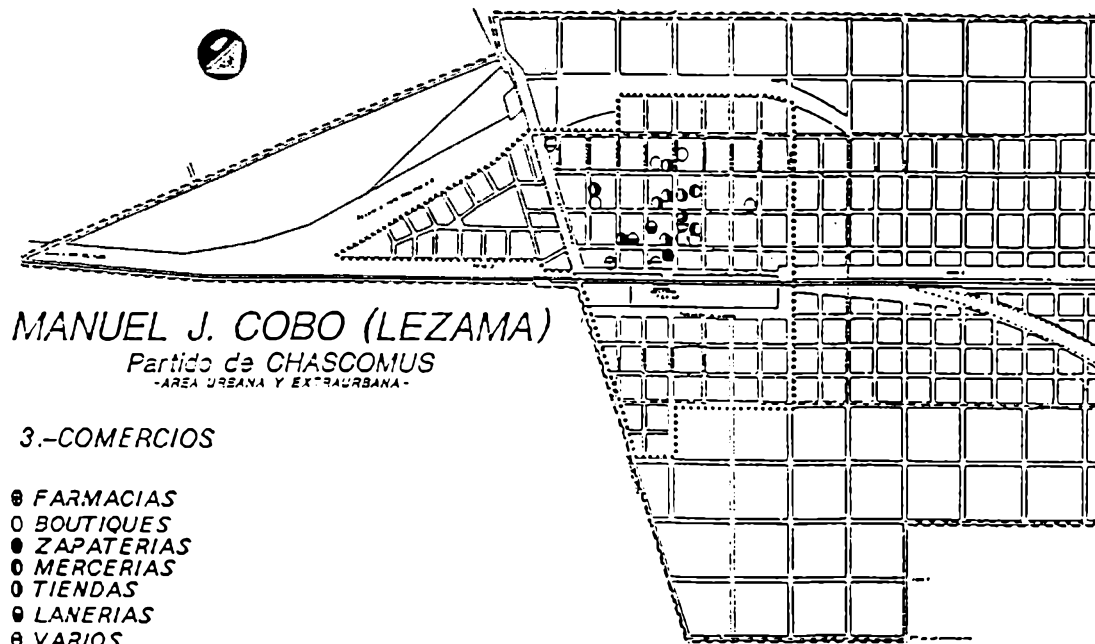 MANUEL J. COBO (LEZAMA)
Partido de CHASCOMUS
-AREA URBANA Y EXTRAURBANA-
3.-COMERCIOS
FARMACIAS
BOUTIQUES
ZAPATERIAS
MERCERIAS
TIENDAS
LANERIAS
VARIOS